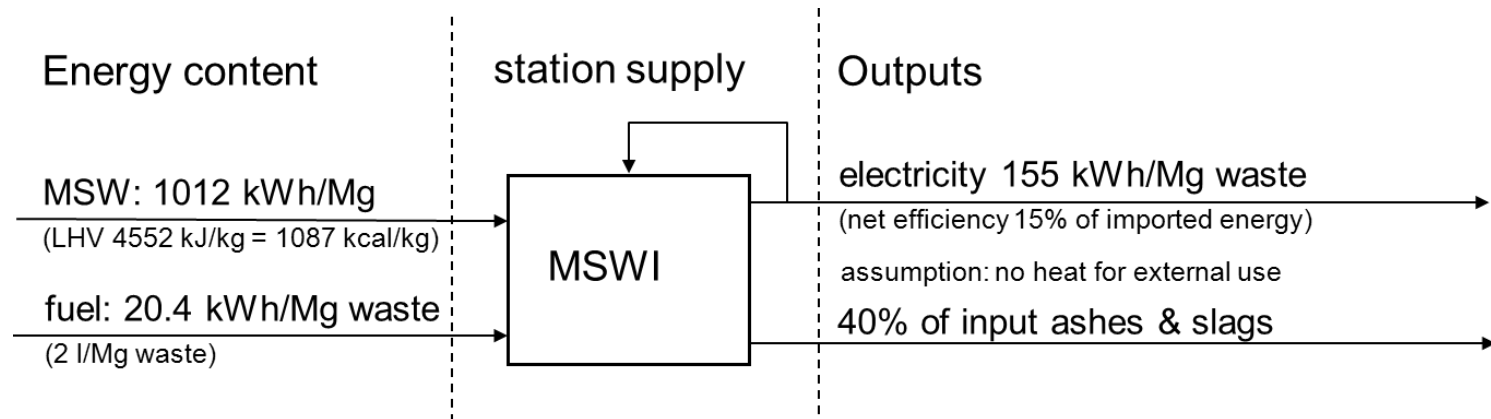 Energy content
station supply
Outputs
MSW: 1012 kWh/Mg
(LHV 4552 kJ/kg = 1087 kcal/kg)
fuel: 20.4 kWh/Mg waste
(2 l/Mg waste)
MSWI
electricity 155 kWh/Mg waste
(net efficiency 15% of imported energy)
assumption: no heat for external use
40% of input ashes & slags